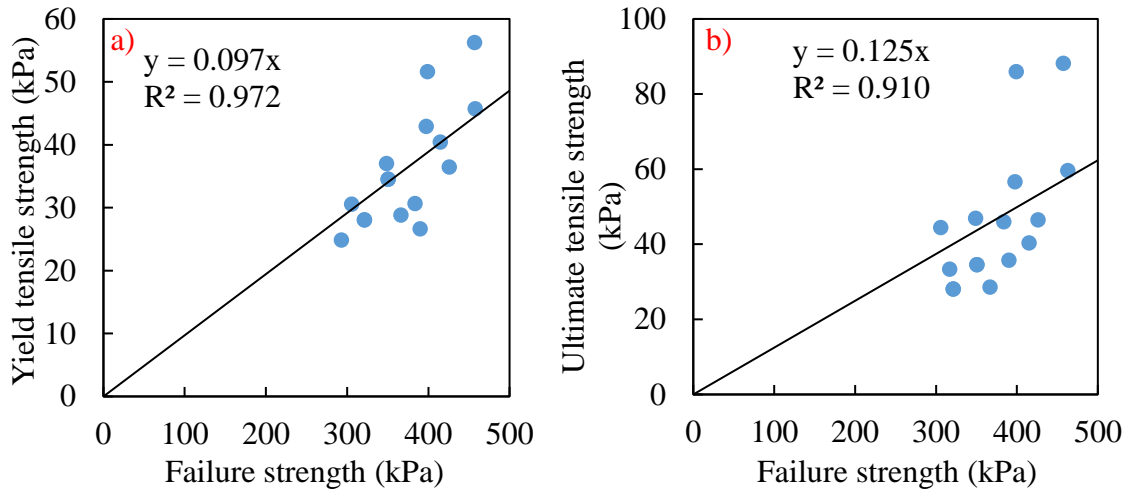 a)
y = 0.097x
R² = 0.972
Yield tensile strength (kPa)
60
50
40
30
20
10
0
0 100 200 300 400 500
Failure strength (kPa)
b)
y = 0.125x
R² = 0.910
Ultimate tensile strength
(kPa)
100
80
60
40
20
0
0 100 200 300 400 500
Failure strength (kPa)